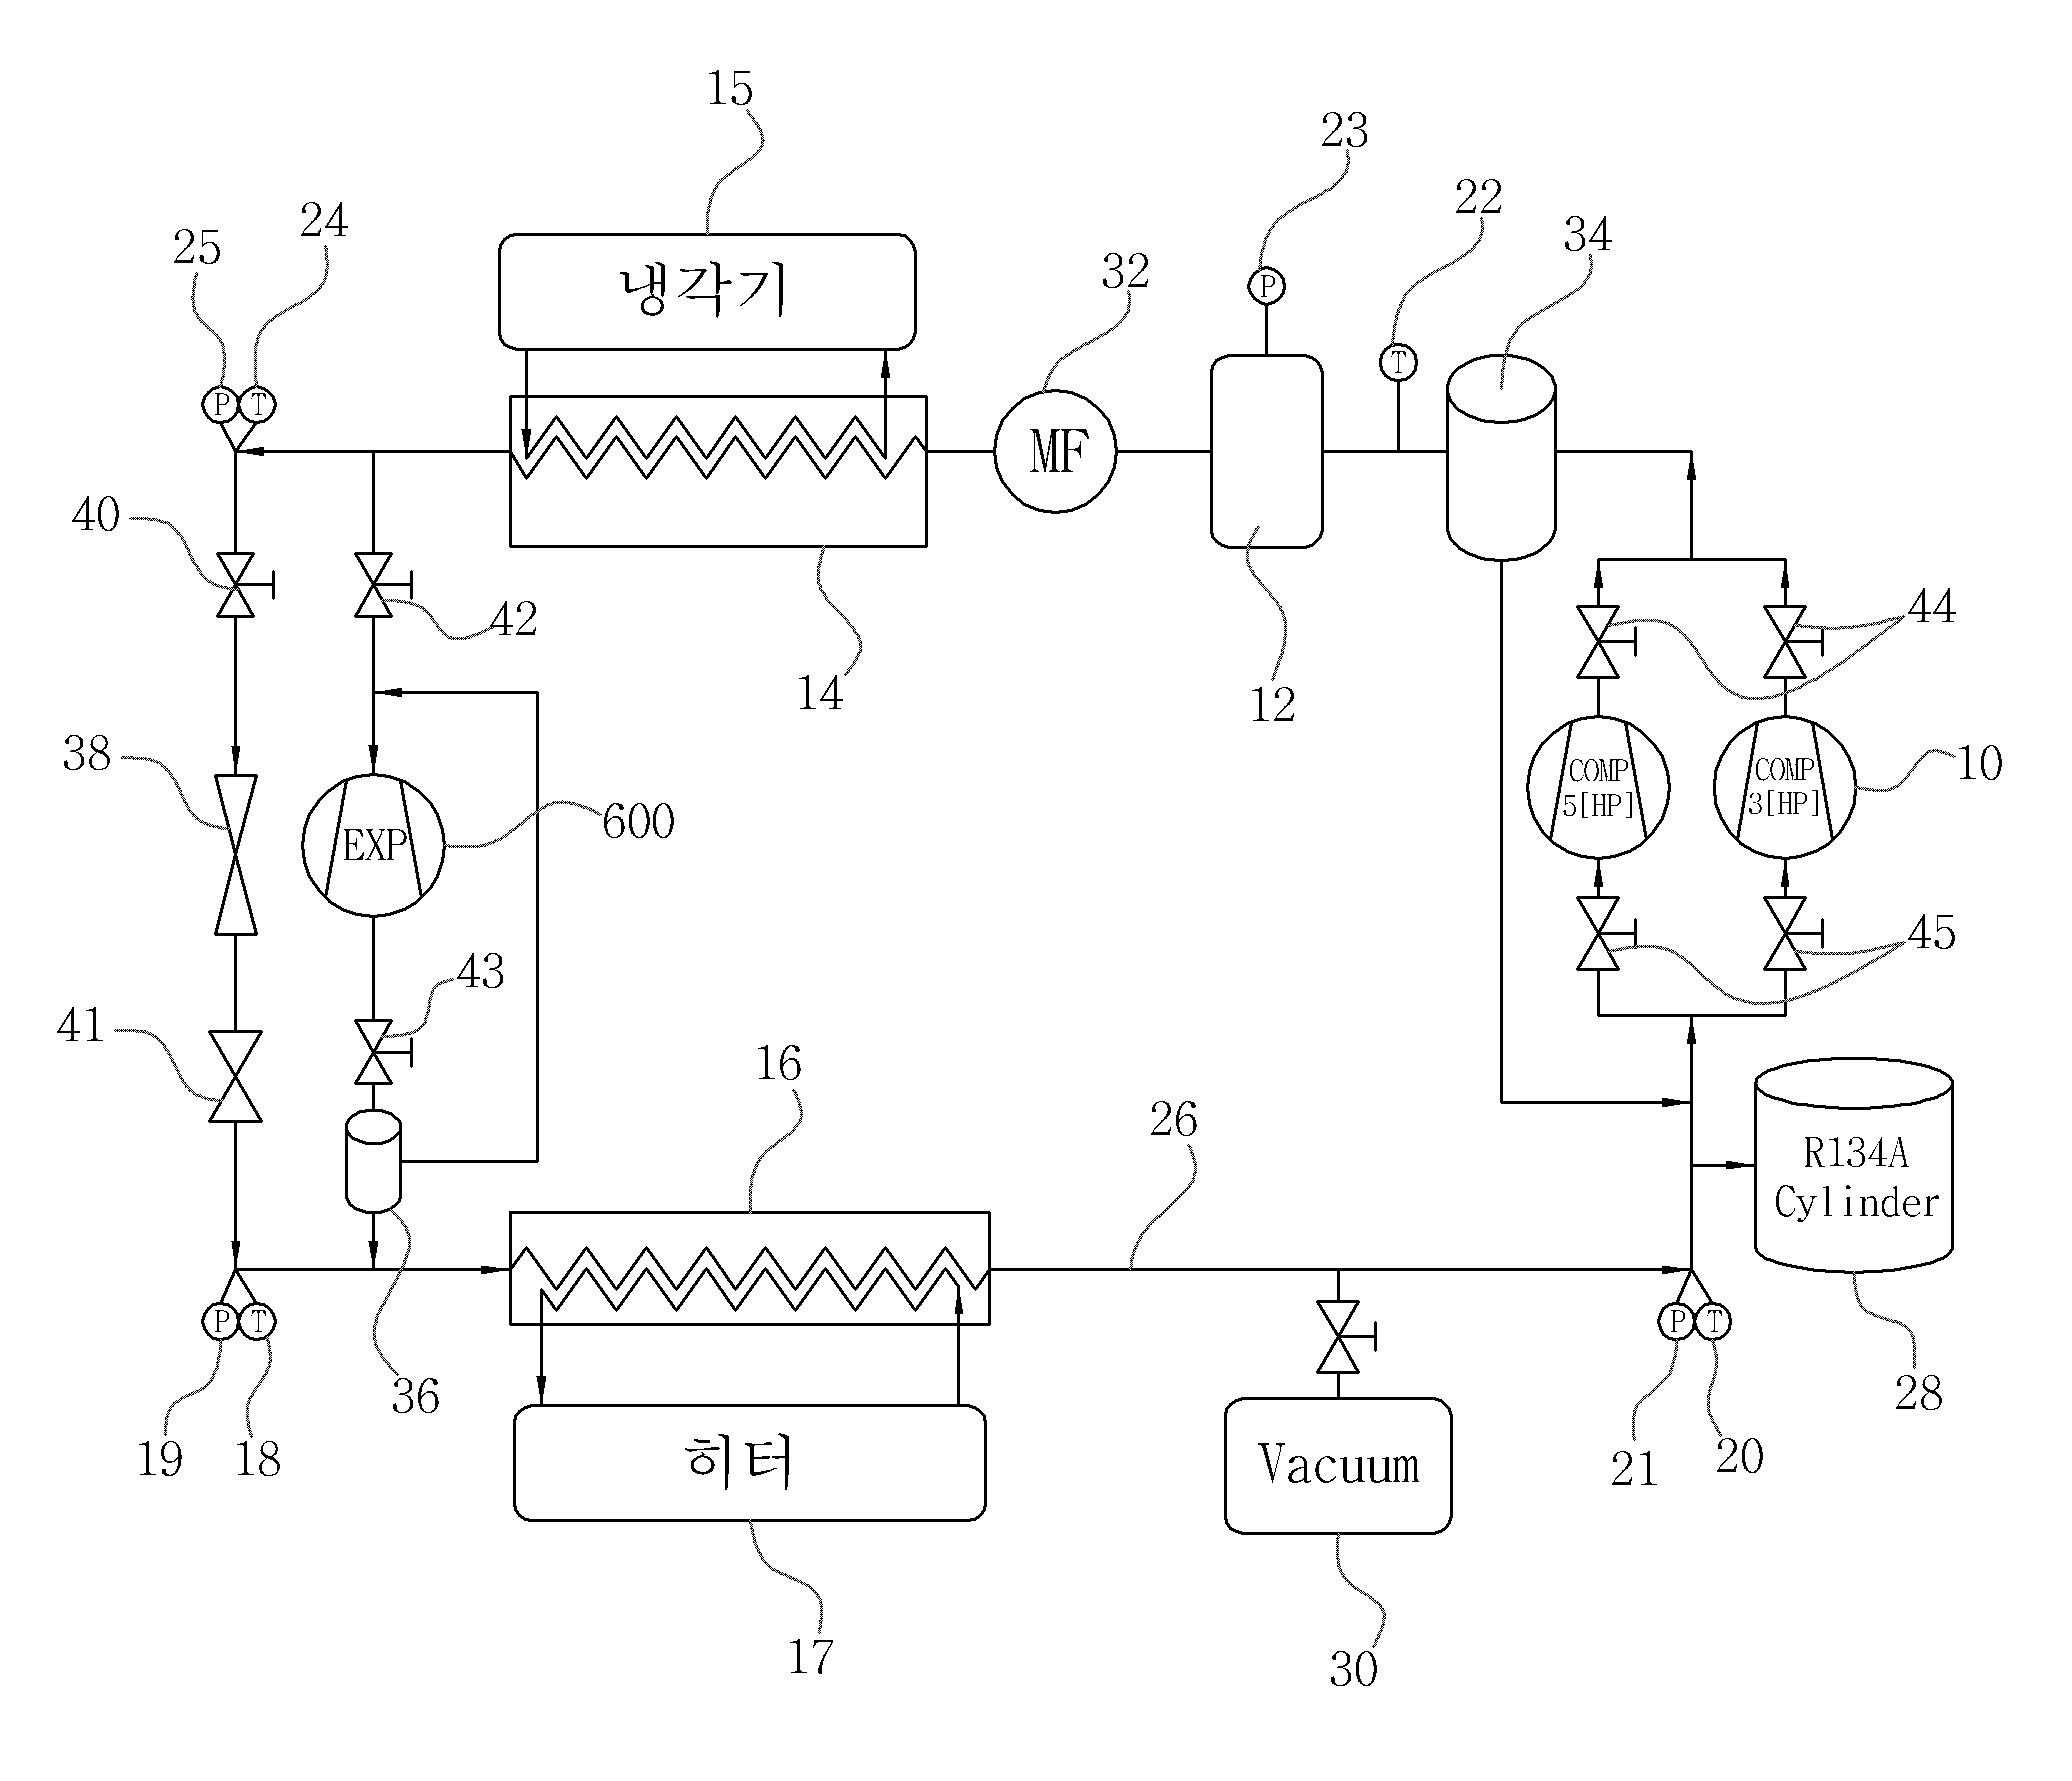 15
23
22
34
25
24
냉각기
32
P
P
T
T
MF
40
42
12
14
44
38
COMP
5[HP]
COMP
3[HP]
10
600
EXP
43
45
41
16
26
R134A
Cylinder
36
P
T
P
T
28
19
18
히터
Vacuum
21
20
17
30